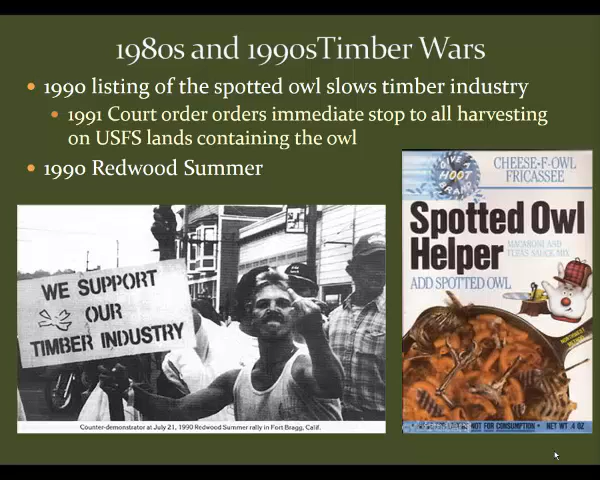 1980s and 1990sTimber Wars
1990 listing of the spotted owl slows timber industry
1991 Court order orders immediate stop to all harvesting
on USFS lands containing the owl
1990 Redwood Summer
WE SUPPORT
OUR
TIMBER INDUSTRY
Counter-demonstrator at July 21, 1990 Redwood Summer rally in Fort Bragg, Calif.
GIVE A
HOOT
BRAND
CHEESE-F-OWL
FRICASSEE
Spotted Owl
Helper
MACARONI AND
SAUCE MIX
ADD SPOTTED OWL
NOT FOR CONSUMPTION • NET WT .4 OZ